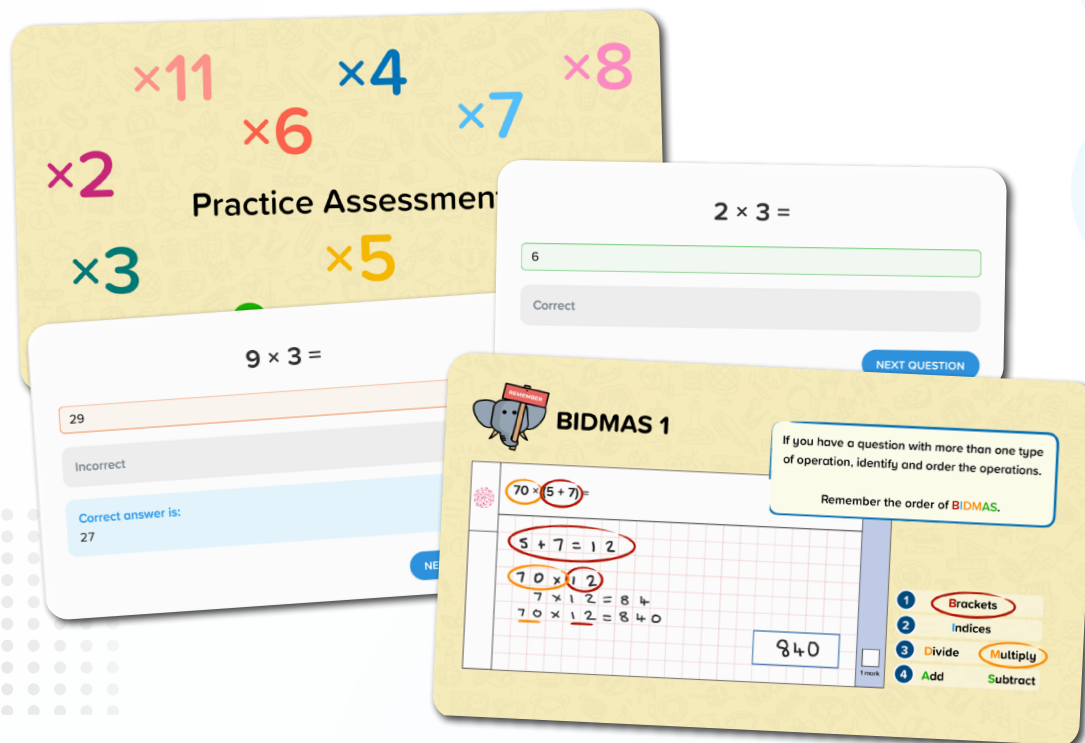 ×11
×4
×8
×6
×7
×2
Practice Assessment
×3
×5
2 × 3 =
6
Correct
NEXT QUESTION
9 × 3 =
29
Incorrect
Correct answer is:
27
NE
REMEMBER
BIDMAS 1
If you have a question with more than one type
of operation, identify and order the operations.
Remember the order of BIDMAS.
70 × (5 + 7) =
5 + 7 = 12
70 × 12
7 × 12 = 84
70 × 12 = 840
840
1 mark
1 Brackets
2 Indices
3 Divide Multiply
4 Add Subtract